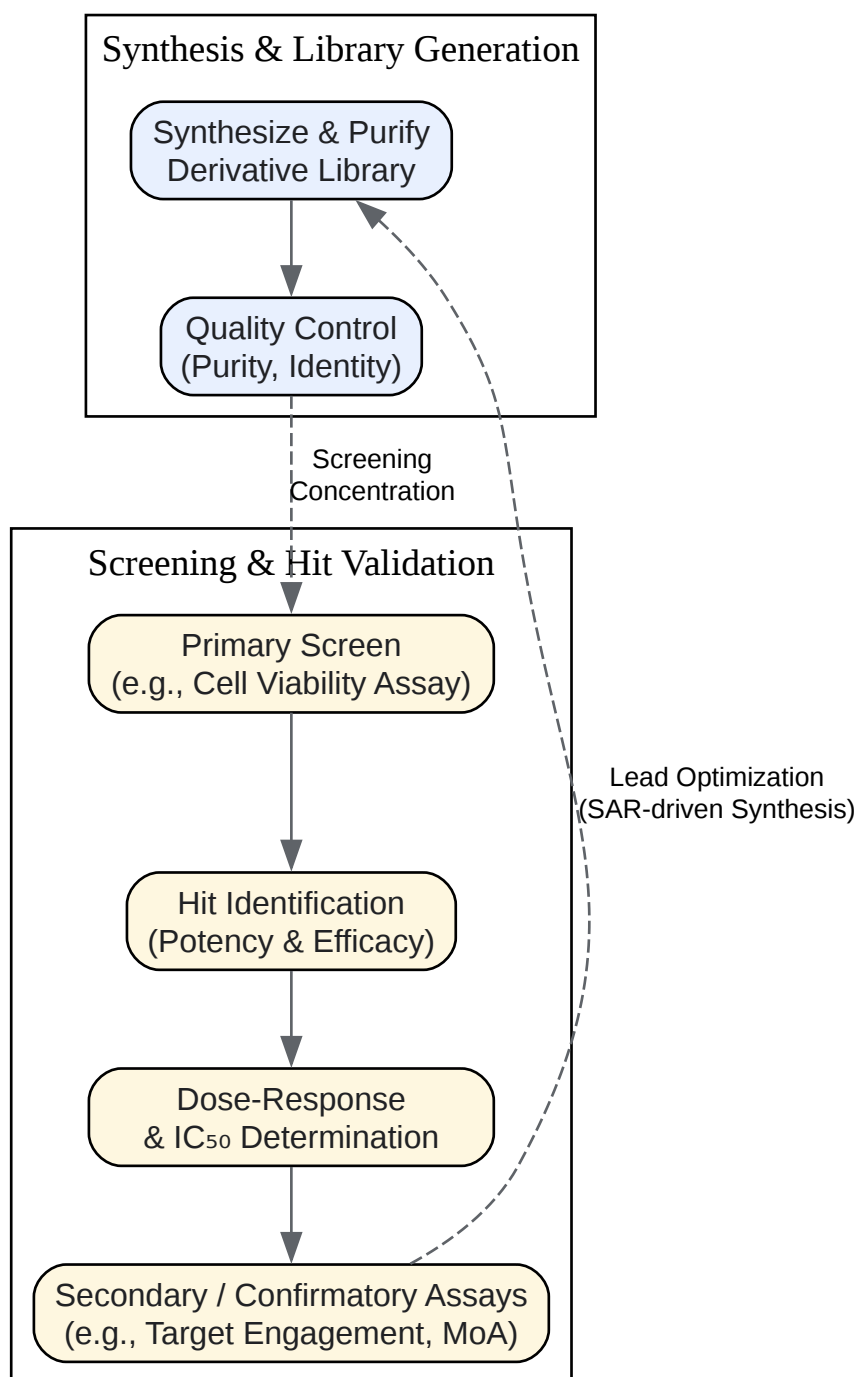 Synthesis & Library Generation
Synthesize & Purify
Derivative Library
Quality Control
(Purity, Identity)
Screening
Concentration
Screening & Hit Validation
Primary Screen
(e.g., Cell Viability Assay)
Lead Optimization
(SAR-driven Synthesis)
Hit Identification
(Potency & Efficacy)
Dose-Response
& IC₅₀ Determination
Secondary / Confirmatory Assays
(e.g., Target Engagement, MoA)